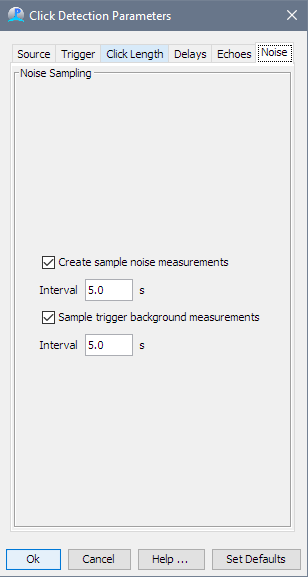 Click Detection Parameters
Source Trigger Click Length Delays Echoes Noise
Noise Sampling
Create sample noise measurements
Interval 5.0 s
Sample trigger background measurements
Interval 5.0 s
Ok Cancel Help ... Set Defaults